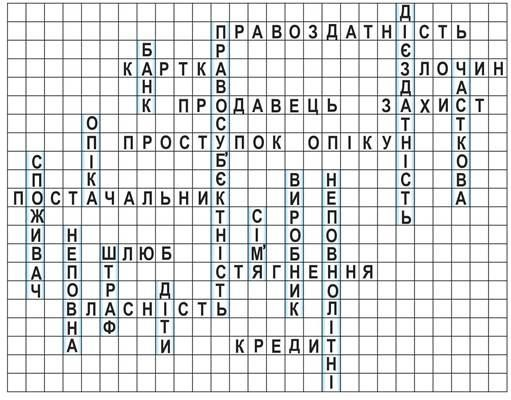 ДІЄЗДАТНІСТЬ
ПРАВОЗДАТНІСТЬ
ПРАВОСУБ'ЄКТНІСТЬ
БАНК
КАРТКА
ЗЛОЧИН
ЧАСТКОВА
ПРОДАВЕЦЬ
ЗАХИСТ
ОПІКА
ПРОСТУПОК
ОПІКУН
СПОЖИВАЧ
ВИРОБНИК
НЕПОВНОЛІТНІ
ПОСТАЧАЛЬНИК
СІМ'Я
НЕПОВНА
ШЛЮБ
ШТРАФ
СТЯГНЕННЯ
ДІТИ
ВЛАСНІСТЬ
КРЕДИТ